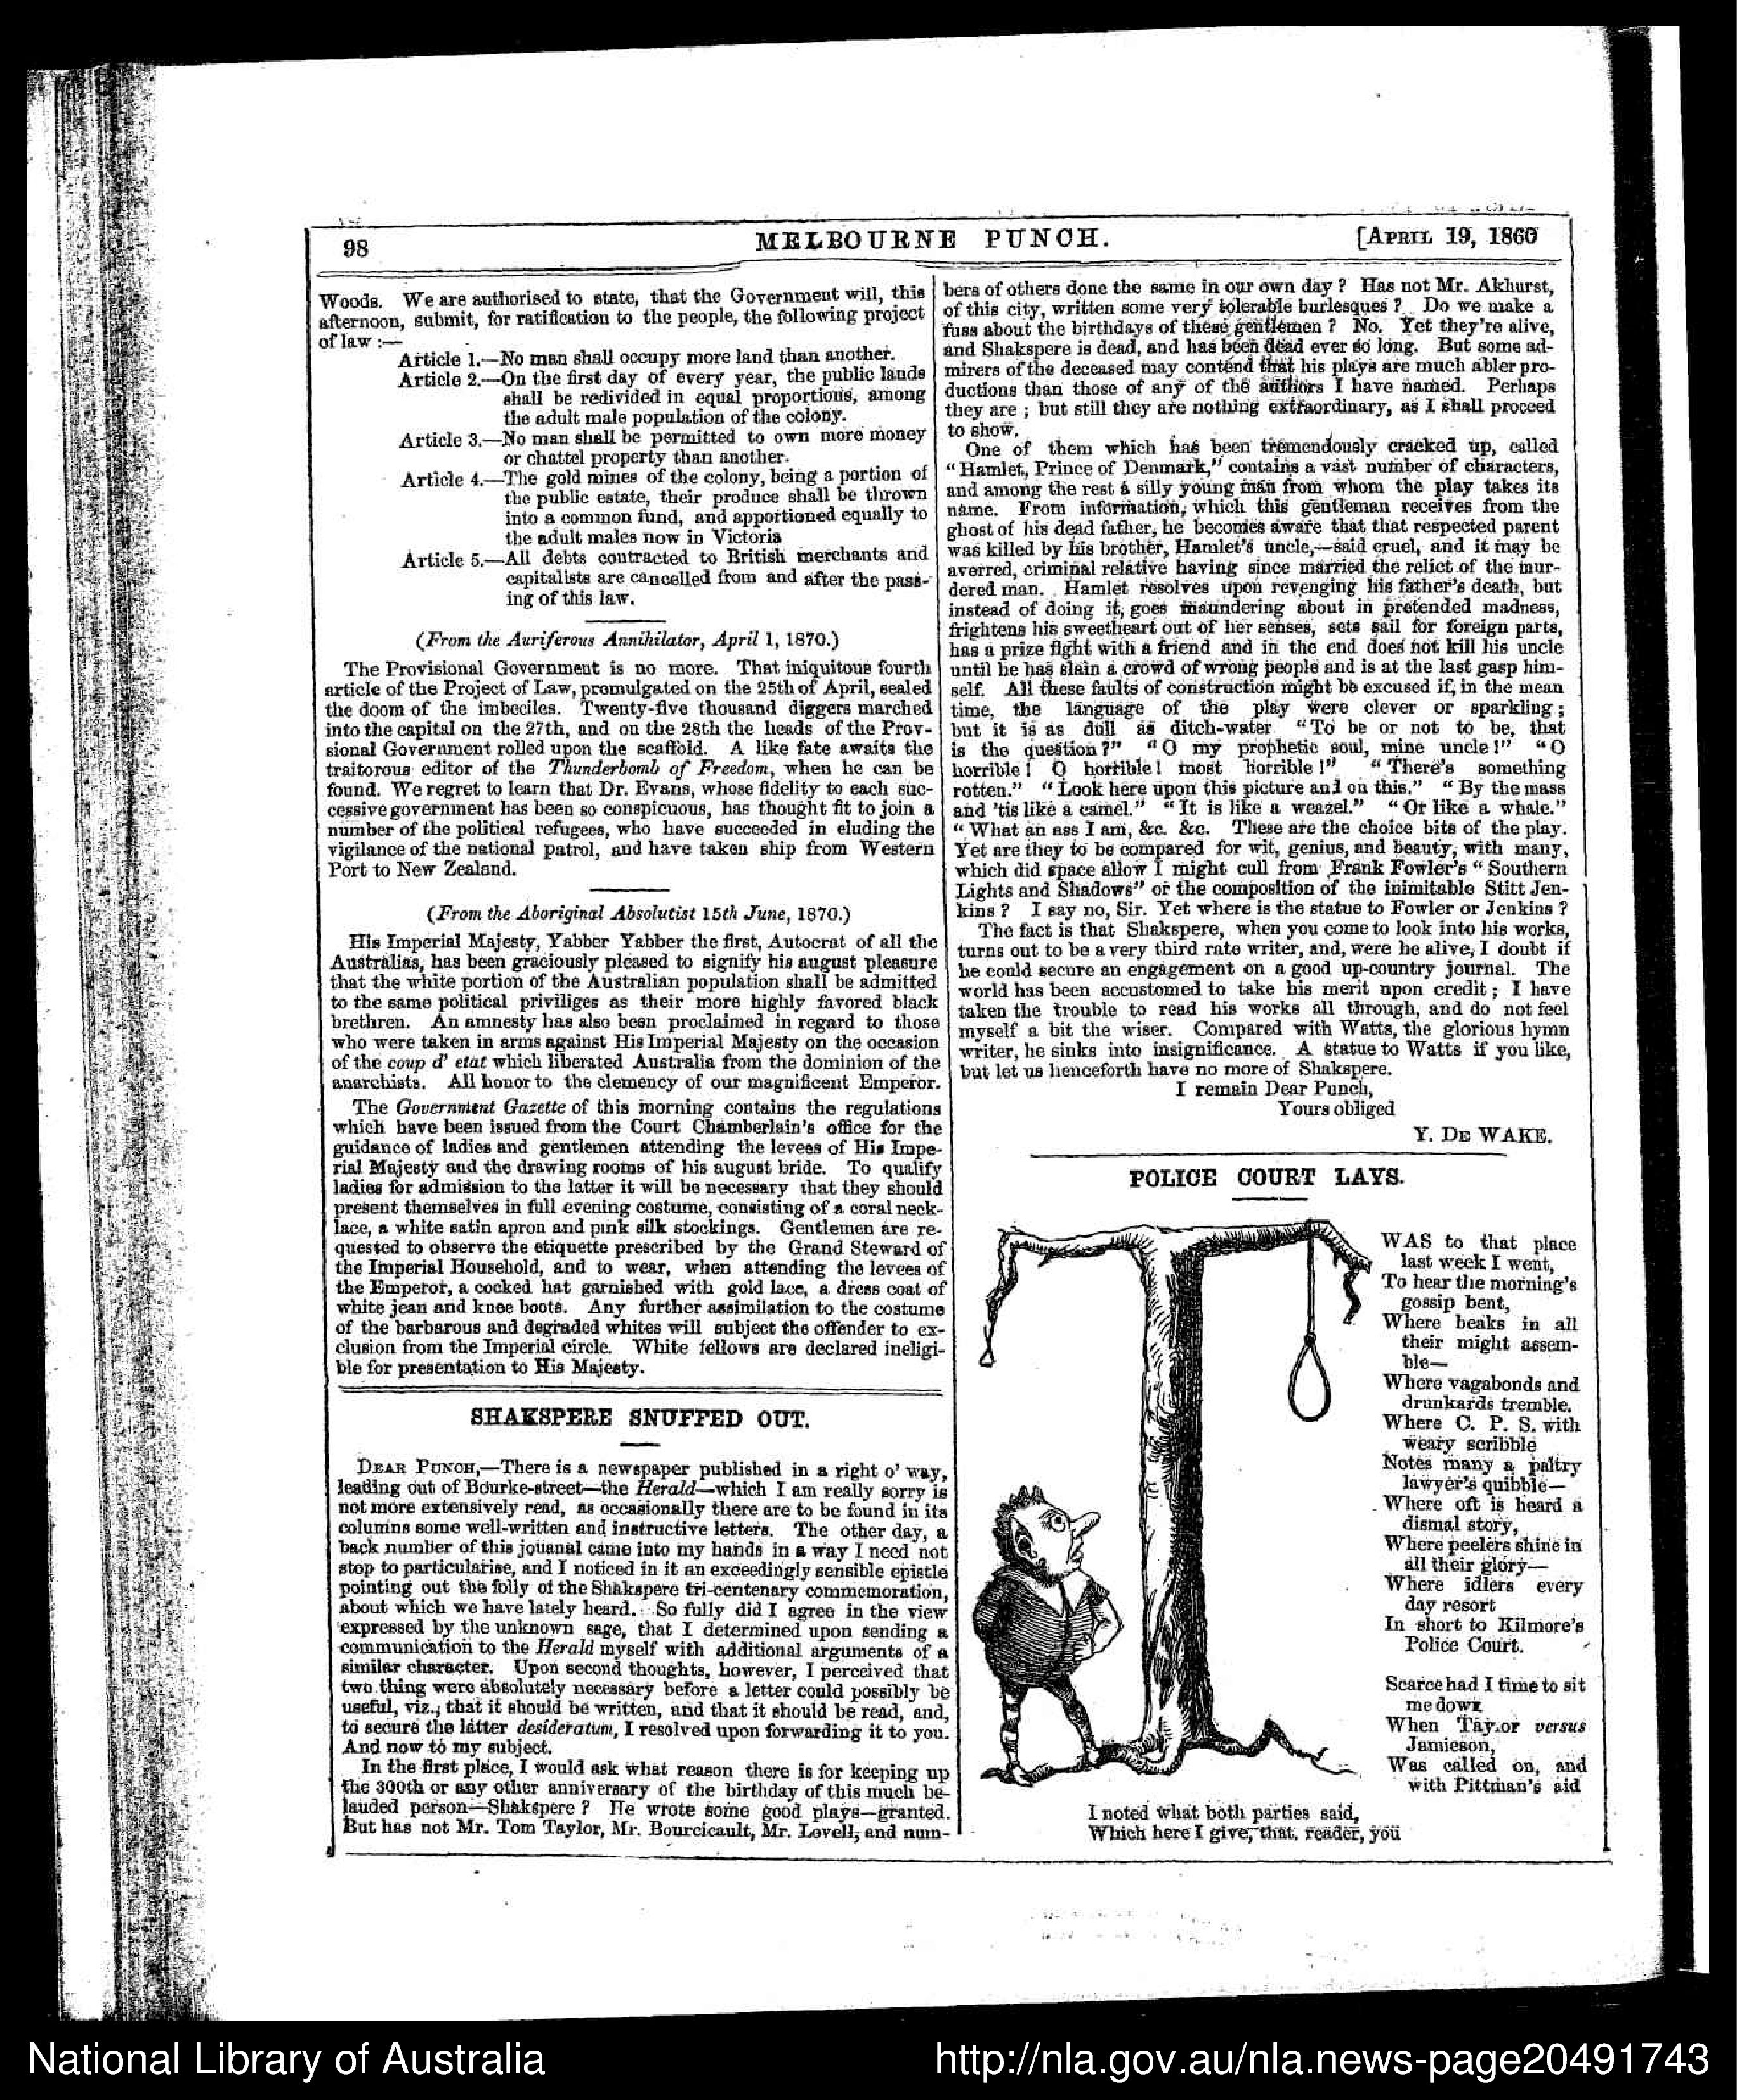 98
MELBOURNE PUNCH.
[APRIL 19, 1860
Woods. We are authorised to state, that the Government will, this
afternoon, submit, for ratification to the people, the following project
of law :—
Article 1.—No man shall occupy more land than another.
Article 2.—On the first day of every year, the public lands
shall be redivided in equal proportions, among
the adult male population of the colony.
Article 3.—No man shall be permitted to own more money
or chattel property than another.
Article 4.—The gold mines of the colony, being a portion of
the public estate, their produce shall be thrown
into a common fund, and apportioned equally to
the adult males now in Victoria
Article 5.—All debts contracted to British merchants and
capitalists are cancelled from and after the pass-
ing of this law.
(From the Auriferous Annihilator, April 1, 1870.)
The Provisional Government is no more. That iniquitous fourth
article of the Project of Law, promulgated on the 25th of April, sealed
the doom of the imbeciles. Twenty-five thousand diggers marched
into the capital on the 27th, and on the 28th the heads of the Prov-
sional Government rolled upon the scaffold. A like fate awaits the
traitorous editor of the Thunderbomb of Freedom, when he can be
found. We regret to learn that Dr. Evans, whose fidelity to each suc-
cessive government has been so conspicuous, has thought fit to join a
number of the political refugees, who have succeeded in eluding the
vigilance of the national patrol, and have taken ship from Western
Port to New Zealand.
(From the Aboriginal Absolutist 15th June, 1870.)
His Imperial Majesty, Yabber Yabber the first, Autocrat of all the
Australias, has been graciously pleased to signify his august pleasure
that the white portion of the Australian population shall be admitted
to the same political priviliges as their more highly favored black
brethren. An amnesty has also been proclaimed in regard to those
who were taken in arms against His Imperial Majesty on the occasion
of the coup d' etat which liberated Australia from the dominion of the
anarchists. All honor to the clemency of our magnificent Emperor.
The Government Gazette of this morning contains the regulations
which have been issued from the Court Chamberlain's office for the
guidance of ladies and gentlemen attending the levees of His Impe-
rial Majesty and the drawing rooms of his august bride. To qualify
ladies for admission to the latter it will be necessary that they should
present themselves in full evening costume, consisting of a coral neck-
lace, a white satin apron and pink silk stockings. Gentlemen are re-
quested to observe the etiquette prescribed by the Grand Steward of
the Imperial Household, and to wear, when attending the levees of
the Emperor, a cocked hat garnished with gold lace, a dress coat of
white jean and knee boots. Any further assimilation to the costume
of the barbarous and degraded whites will subject the offender to ex-
clusion from the Imperial circle. White fellows are declared ineligi-
ble for presentation to His Majesty.
SHAKSPERE SNUFFED OUT.
DEAR PUNCH,—There is a newspaper published in a right o' way,
leading out of Bourke-street—the Herald—which I am really sorry is
not more extensively read, as occasionally there are to be found in its
columns some well-written and instructive letters. The other day, a
back number of this jouanal came into my hands in a way I need not
stop to particularise, and I noticed in it an exceedingly sensible epistle
pointing out the folly of the Shakspere tri-centenary commemoration,
about which we have lately heard. So fully did I agree in the view
expressed by the unknown sage, that I determined upon sending a
communication to the Herald myself with additional arguments of a
similar character. Upon second thoughts, however, I perceived that
two thing were absolutely necessary before a letter could possibly be
useful, viz., that it should be written, and that it should be read, and,
to secure the latter desideratum, I resolved upon forwarding it to you.
And now to my subject.
In the first place, I would ask what reason there is for keeping up
the 300th or any other anniversary of the birthday of this much be-
lauded person—Shakspere ? He wrote some good plays—granted.
But has not Mr. Tom Taylor, Mr. Bourcicault, Mr. Lovell, and num-
bers of others done the same in our own day ? Has not Mr. Akhurst,
of this city, written some very tolerable burlesques ? Do we make a
fuss about the birthdays of these gentlemen ? No. Yet they're alive,
and Shakspere is dead, and has been dead ever so long. But some ad-
mirers of the deceased may contend that his plays are much abler pro-
ductions than those of any of the authors I have named. Perhaps
they are ; but still they are nothing extraordinary, as I shall proceed
to show.
One of them which has been tremendously cracked up, called
"Hamlet, Prince of Denmark," contains a vast number of characters,
and among the rest a silly young man from whom the play takes its
name. From information, which this gentleman receives from the
ghost of his dead father, he becomes aware that that respected parent
was killed by his brother, Hamlet's uncle,—said cruel, and it may be
averred, criminal relative having since married the relict of the mur-
dered man. Hamlet resolves upon revenging his father's death, but
instead of doing it, goes maundering about in pretended madness,
frightens his sweetheart out of her senses, sets sail for foreign parts,
has a prize fight with a friend and in the end does not kill his uncle
until he has slain a crowd of wrong people and is at the last gasp him-
self. All these faults of construction might be excused if, in the mean
time, the language of the play were clever or sparkling ;
but it is as dull as ditch-water "To be or not to be, that
is the question ?" "O my prophetic soul, mine uncle !" "O
horrible ! O horrible ! most horrible !" "There's something
rotten." "Look here upon this picture and on this." "By the mass
and 'tis like a camel." "It is like a weazel." "Or like a whale."
"What an ass I am, &c. &c. These are the choice bits of the play.
Yet are they to be compared for wit, genius, and beauty, with many,
which did space allow I might cull from Frank Fowler's "Southern
Lights and Shadows" or the composition of the inimitable Stitt Jen-
kins ? I say no, Sir. Yet where is the statue to Fowler or Jenkins ?
The fact is that Shakspere, when you come to look into his works,
turns out to be a very third rate writer, and, were he alive, I doubt if
he could secure an engagement on a good up-country journal. The
world has been accustomed to take his merit upon credit ; I have
taken the trouble to read his works all through, and do not feel
myself a bit the wiser. Compared with Watts, the glorious hymn
writer, he sinks into insignificance. A statue to Watts if you like,
but let us henceforth have no more of Shakspere.
I remain Dear Punch,
Yours obliged
Y. DE WAKE.
POLICE COURT LAYS.
WAS to that place
last week I went,
To hear the morning's
gossip bent,
Where beaks in all
their might assem-
ble—
Where vagabonds and
drunkards tremble.
Where C. P. S. with
weary scribble
Notes many a paltry
lawyer's quibble—
Where oft is heard a
dismal story,
Where peelers shine in
all their glory—
Where idlers every
day resort
In short to Kilmore's
Police Court.
Scarce had I time to sit
me down
When Taylor versus
Jamieson,
Was called on, and
with Pittman's aid
I noted what both parties said,
Which here I give, that, reader, you
National Library of Australia
http://nla.gov.au/nla.news-page20491743